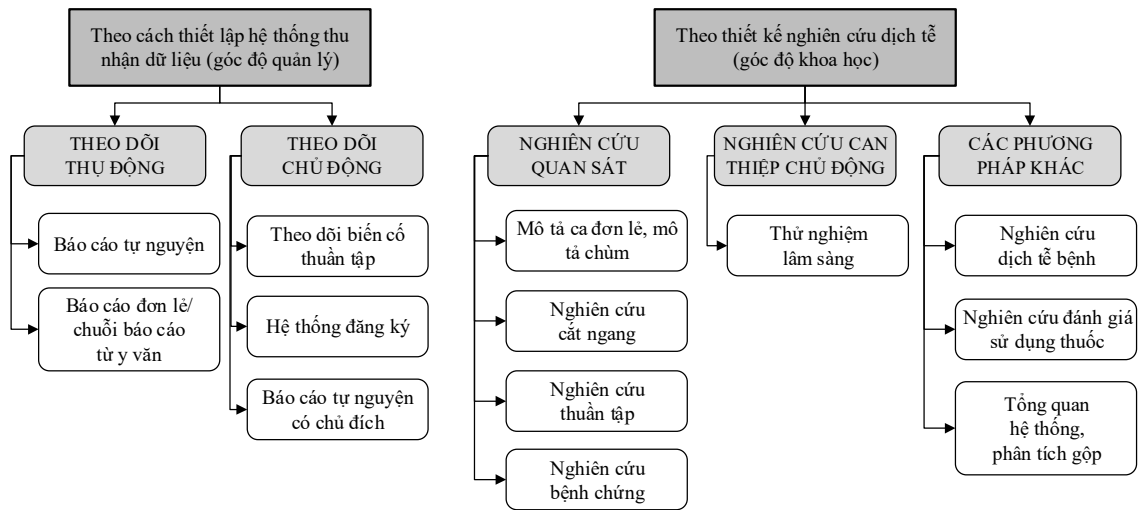 Theo cách thiết lập hệ thống thu
nhận dữ liệu (góc độ quản lý)
THEO DÕI
THỤ ĐỘNG
Báo cáo tự nguyện
Báo cáo đơn lẻ/
chuỗi báo cáo
từ y văn
THEO DÕI
CHỦ ĐỘNG
Theo dõi biến cố
thuần tập
Hệ thống đăng ký
Báo cáo tự nguyện
có chủ đích
Theo thiết kế nghiên cứu dịch tễ
(góc độ khoa học)
NGHIÊN CỨU
QUAN SÁT
Mô tả ca đơn lẻ, mô
tả chùm
Nghiên cứu
cắt ngang
Nghiên cứu
thuần tập
Nghiên cứu
bệnh chứng
NGHIÊN CỨU CAN
THIỆP CHỦ ĐỘNG
Thử nghiệm
lâm sàng
CÁC PHƯƠNG
PHÁP KHÁC
Nghiên cứu
dịch tễ bệnh
Nghiên cứu đánh giá
sử dụng thuốc
Tổng quan
hệ thống,
phân tích gộp